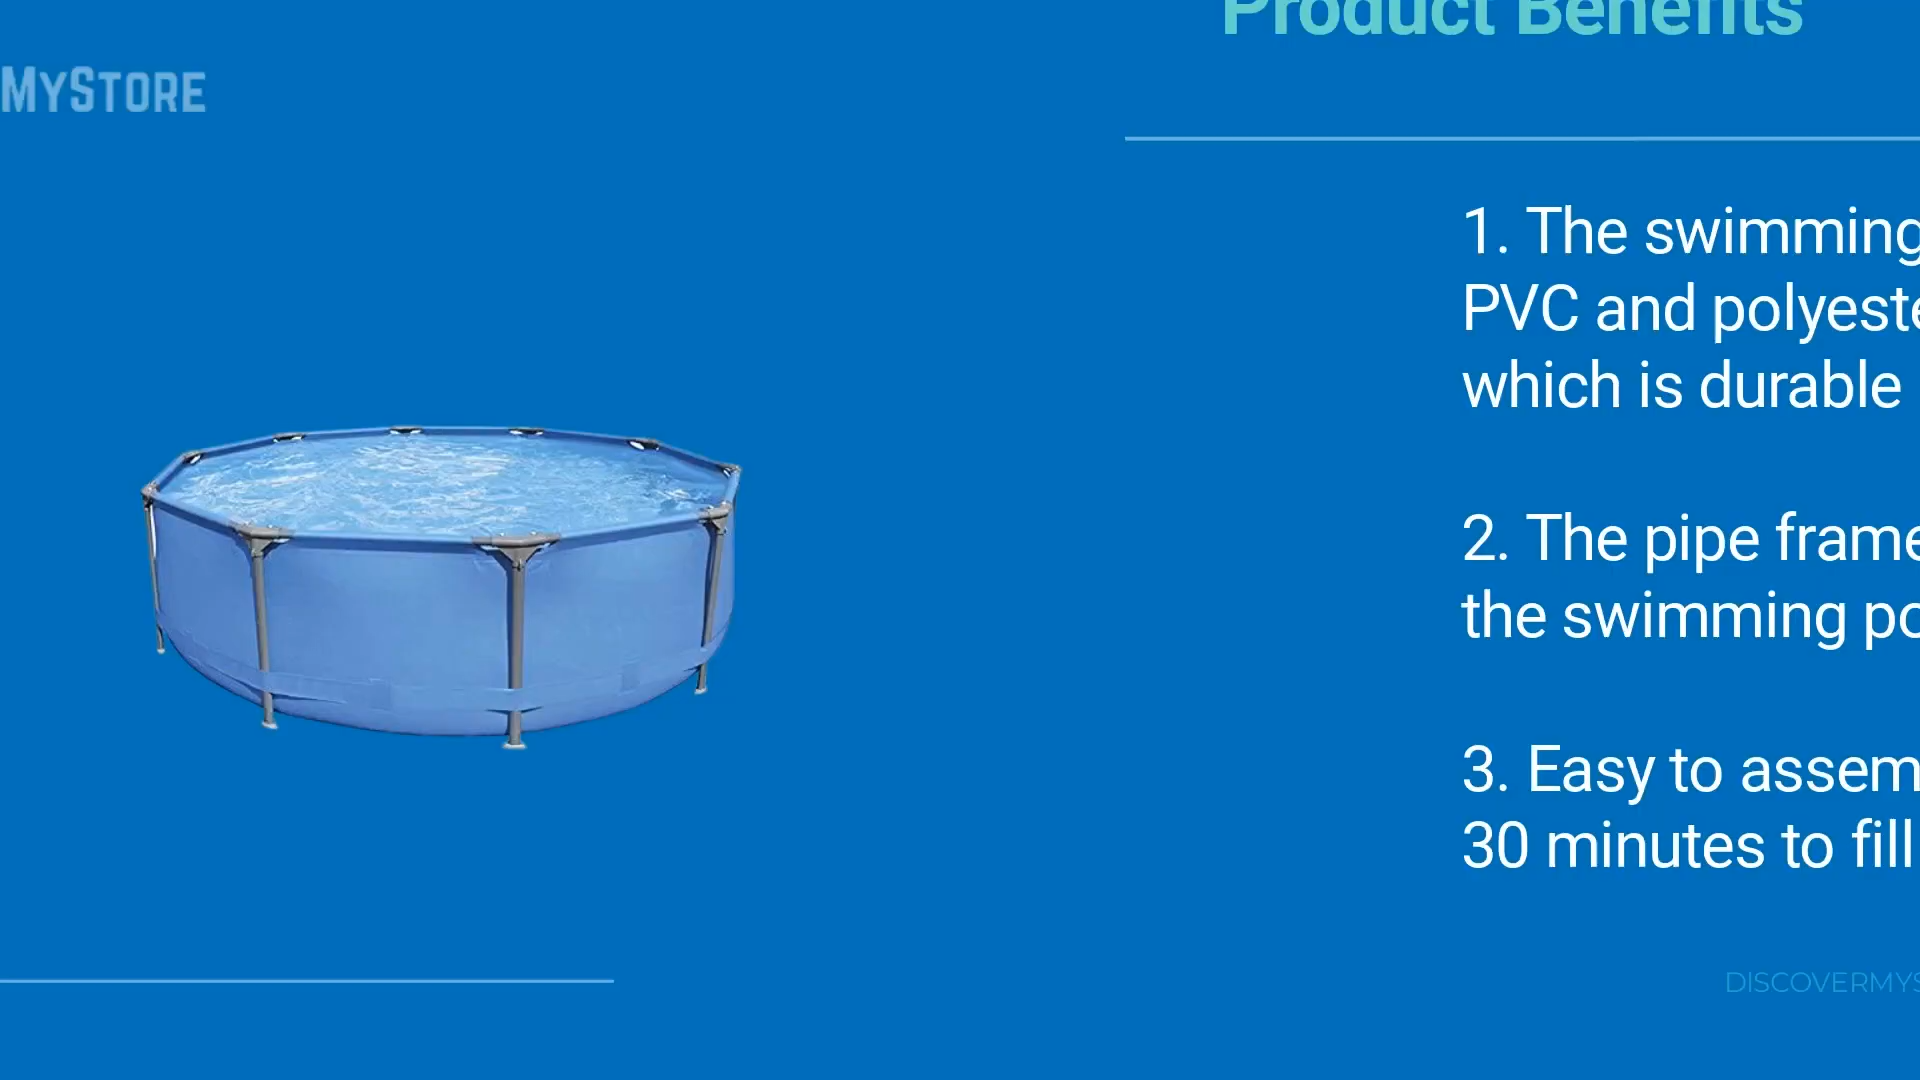 Product Benefits
MYSTORE
1. The swimming
PVC and polyeste
which is durable
2. The pipe frame
the swimming po
3. Easy to assem
30 minutes to fill
DISCOVERMYS